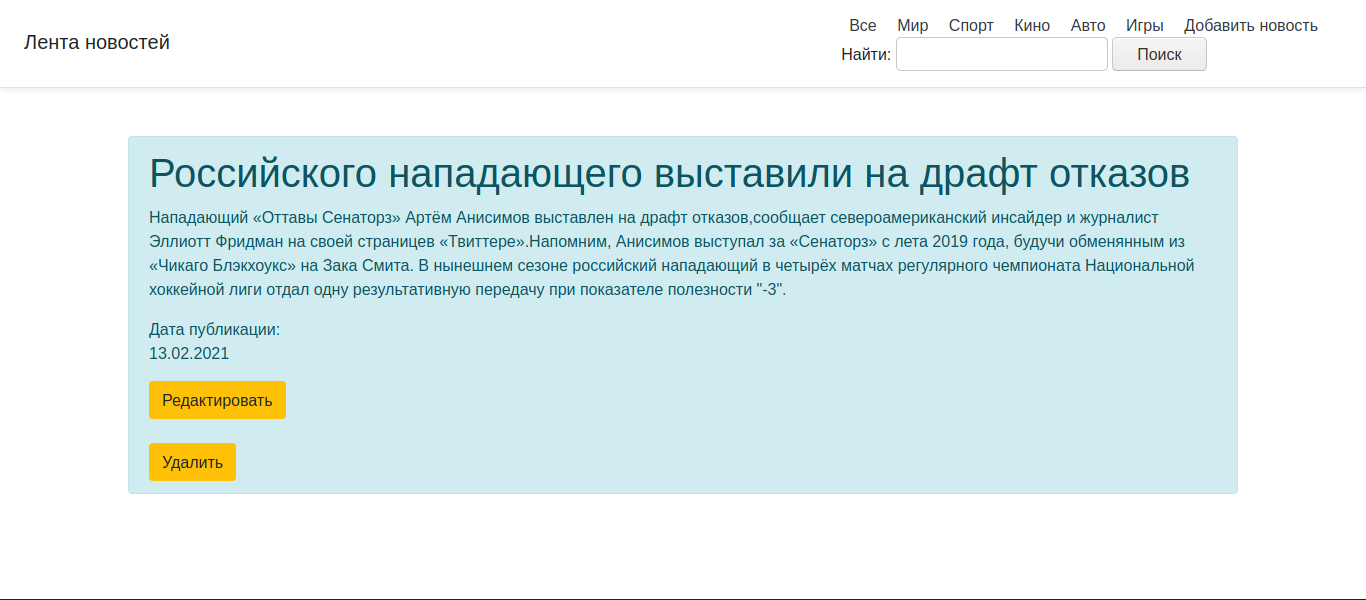 Лента новостей
Все Мир Спорт Кино Авто Игры Добавить новость
Найти: Поиск
Российского нападающего выставили на драфт отказов
Нападающий «Оттавы Сенаторз» Артём Анисимов выставлен на драфт отказов,сообщает североамериканский инсайдер и журналист
Эллиотт Фридман на своей страницев «Твиттере».Напомним, Анисимов выступал за «Сенаторз» с лета 2019 года, будучи обменянным из
«Чикаго Блэкхоукс» на Зака Смита. В нынешнем сезоне российский нападающий в четырёх матчах регулярного чемпионата Национальной
хоккейной лиги отдал одну результативную передачу при показателе полезности "-3".
Дата публикации:
13.02.2021
Редактировать
Удалить